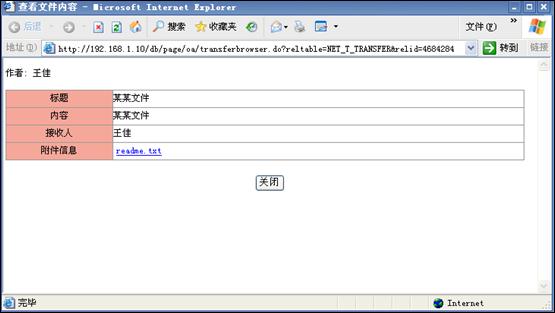 查看文件内容 - Microsoft Internet Explorer
后退 搜索 收藏夹 文件(F) »
地址(D) http://192.168.1.10/db/page/oa/transferbrowser.do?reltable=NET_T_TRANSFER&relid=4684284 转到 链接
作者: 王佳
标题 某某文件
内容 某某文件
接收人 王佳
附件信息 readme.txt
关闭
完毕 Internet